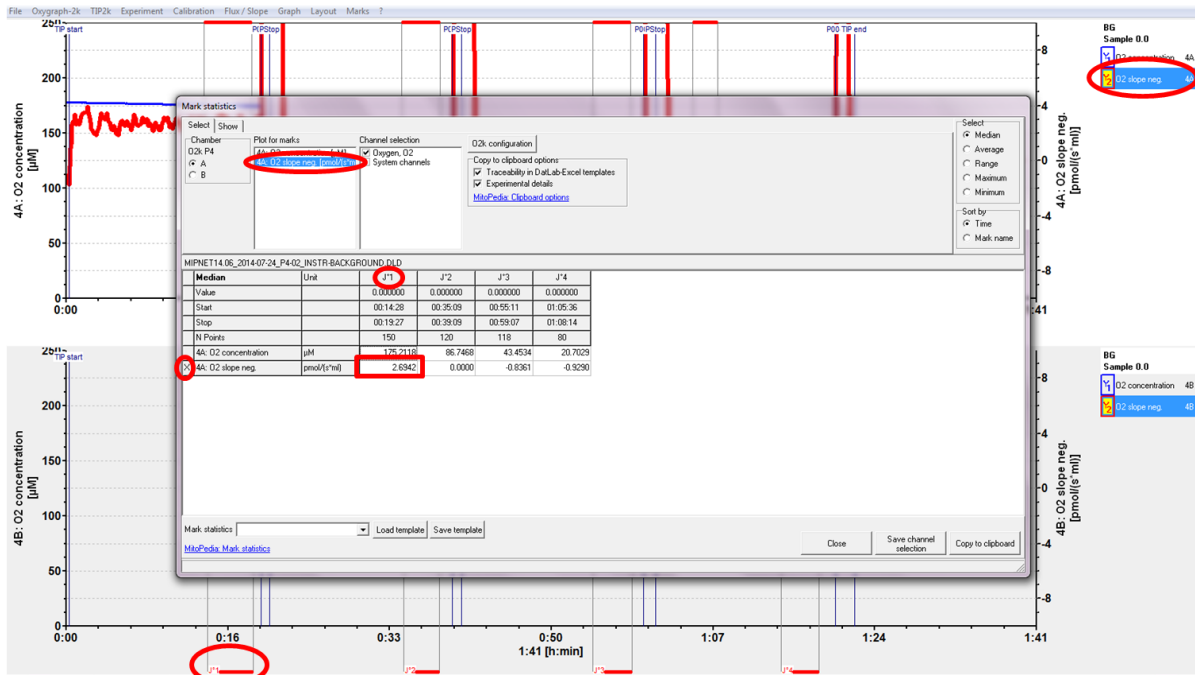 File Oxygraph-2k TIP2k Experiment Calibration Flux / Slope Graph Layout Marks ?
250
TIP start
P(PStop
P(PStop
P0(PStop
P00 TIP end
200
150
100
50
0
0:00
4A: O2 concentration
[µM]
8
4
0
-4
-8
4A: O2 slope neg.
[pmol/(s*ml)]
:41
BG
Sample 0.0
Y1 O2 concentration 4A
Y2 O2 slope neg. 4A
Mark statistics
Select Show
Chamber
O2k P4
A
B
Plot for marks
4A: O2 concentration [µM]
4A: O2 slope neg. [pmol/(s*ml
Channel selection
Oxygen, O2
System channels
O2k configuration
Copy to clipboard options
Traceability in DatLab-Excel templates
Experimental details
MitoPedia: Clipboard options
Select
Median
Average
Range
Maximum
Minimum
Sort by
Time
Mark name
MIPNET14.06_2014-07-24_P4-02_INSTR-BACKGROUND.DLD
Median Unit J°1 J°2 J°3 J°4
Value 0.000000 0.000000 0.000000 0.000000
Start 00:14:28 00:35:09 00:55:11 01:05:36
Stop 00:19:27 00:39:09 00:59:07 01:08:14
N Points 150 120 118 80
4A: O2 concentration µM 175.2118 86.7468 43.4534 20.7029
X 4A: O2 slope neg. pmol/(s*ml) 2.6942 0.0000 -0.8361 -0.9290
Mark statistics Load template Save template
MitoPedia: Mark statistics
Close
Save channel
selection
Copy to clipboard
250
TIP start
200
150
100
50
0
4B: O2 concentration
[µM]
8
4
0
-4
-8
4B: O2 slope neg.
[pmol/(s*ml)]
BG
Sample 0.0
Y1 O2 concentration 4B
Y2 O2 slope neg. 4B
0:00 0:16 0:33 0:50 1:07 1:24 1:41
1:41 [h:min]
J°1 J°2 J°3 J°4